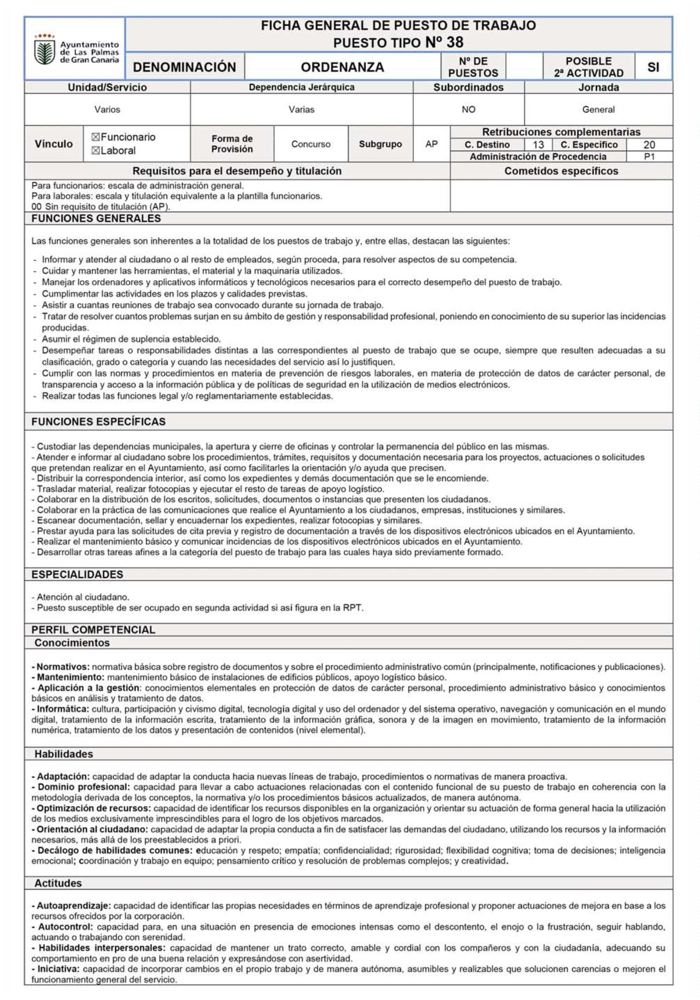 FICHA GENERAL DE PUESTO DE TRABAJO
PUESTO TIPO Nº 38
Ayuntamiento
de Las Palmas
de Gran Canaria
DENOMINACIÓN
ORDENANZA
Nº DE
PUESTOS
POSIBLE
2ª ACTIVIDAD
SI
Unidad/Servicio
Dependencia Jerárquica
Subordinados
Jornada
Varios
Varias
NO
General
Vínculo
☒Funcionario
☒Laboral
Forma de
Provisión
Concurso
Subgrupo
AP
Retribuciones complementarias
C. Destino
13
C. Específico
20
Administración de Procedencia
P1
Requisitos para el desempeño y titulación
Cometidos específicos
Para funcionarios: escala de administración general.
Para laborales: escala y titulación equivalente a la plantilla funcionarios.
00 Sin requisito de titulación (AP).
FUNCIONES GENERALES
Las funciones generales son inherentes a la totalidad de los puestos de trabajo y, entre ellas, destacan las siguientes:
- Informar y atender al ciudadano o al resto de empleados, según proceda, para resolver aspectos de su competencia.
- Cuidar y mantener las herramientas, el material y la maquinaria utilizados.
- Manejar los ordenadores y aplicativos informáticos y tecnológicos necesarios para el correcto desempeño del puesto de trabajo.
- Cumplimentar las actividades en los plazos y calidades previstas.
- Asistir a cuantas reuniones de trabajo sea convocado durante su jornada de trabajo.
- Tratar de resolver cuantos problemas surjan en su ámbito de gestión y responsabilidad profesional, poniendo en conocimiento de su superior las incidencias
producidas.
- Asumir el régimen de suplencia establecido.
- Desempeñar tareas o responsabilidades distintas a las correspondientes al puesto de trabajo que se ocupe, siempre que resulten adecuadas a su
clasificación, grado o categoría y cuando las necesidades del servicio así lo justifiquen.
- Cumplir con las normas y procedimientos en materia de prevención de riesgos laborales, en materia de protección de datos de carácter personal, de
transparencia y acceso a la información pública y de políticas de seguridad en la utilización de medios electrónicos.
- Realizar todas las funciones legal y/o reglamentariamente establecidas.
FUNCIONES ESPECÍFICAS
- Custodiar las dependencias municipales, la apertura y cierre de oficinas y controlar la permanencia del público en las mismas.
- Atender e informar al ciudadano sobre los procedimientos, trámites, requisitos y documentación necesaria para los proyectos, actuaciones o solicitudes
que pretendan realizar en el Ayuntamiento, así como facilitarles la orientación y/o ayuda que precisen.
- Distribuir la correspondencia interior, así como los expedientes y demás documentación que se le encomiende.
- Trasladar material, realizar fotocopias y ejecutar el resto de tareas de apoyo logístico.
- Colaborar en la distribución de los escritos, solicitudes, documentos o instancias que presenten los ciudadanos.
- Colaborar en la práctica de las comunicaciones que realice el Ayuntamiento a los ciudadanos, empresas, instituciones y similares.
- Escanear documentación, sellar y encuadernar los expedientes, realizar fotocopias y similares.
- Prestar ayuda para las solicitudes de cita previa y registro de documentación a través de los dispositivos electrónicos ubicados en el Ayuntamiento.
- Realizar el mantenimiento básico y comunicar incidencias de los dispositivos electrónicos ubicados en el Ayuntamiento.
- Desarrollar otras tareas afines a la categoría del puesto de trabajo para las cuales haya sido previamente formado.
ESPECIALIDADES
- Atención al ciudadano.
- Puesto susceptible de ser ocupado en segunda actividad si así figura en la RPT.
PERFIL COMPETENCIAL
Conocimientos
- Normativos: normativa básica sobre registro de documentos y sobre el procedimiento administrativo común (principalmente, notificaciones y publicaciones).
- Mantenimiento: mantenimiento básico de instalaciones de edificios públicos, apoyo logístico básico.
- Aplicación a la gestión: conocimientos elementales en protección de datos de carácter personal, procedimiento administrativo básico y conocimientos
básicos en análisis y tratamiento de datos.
- Informática: cultura, participación y civismo digital, tecnología digital y uso del ordenador y del sistema operativo, navegación y comunicación en el mundo
digital, tratamiento de la información escrita, tratamiento de la información gráfica, sonora y de la imagen en movimiento, tratamiento de la información
numérica, tratamiento de los datos y presentación de contenidos (nivel elemental).
Habilidades
- Adaptación: capacidad de adaptar la conducta hacia nuevas líneas de trabajo, procedimientos o normativas de manera proactiva.
- Dominio profesional: capacidad para llevar a cabo actuaciones relacionadas con el contenido funcional de su puesto de trabajo en coherencia con la
metodología derivada de los conceptos, la normativa y/o los procedimientos básicos actualizados, de manera autónoma.
- Optimización de recursos: capacidad de identificar los recursos disponibles en la organización y orientar su actuación de forma general hacia la utilización
de los medios exclusivamente imprescindibles para el logro de los objetivos marcados.
- Orientación al ciudadano: capacidad de adaptar la propia conducta a fin de satisfacer las demandas del ciudadano, utilizando los recursos y la información
necesarios, más allá de los preestablecidos a priori.
- Decálogo de habilidades comunes: educación y respeto; empatía; confidencialidad; rigurosidad; flexibilidad cognitiva; toma de decisiones; inteligencia
emocional; coordinación y trabajo en equipo; pensamiento crítico y resolución de problemas complejos; y creatividad.
Actitudes
- Autoaprendizaje: capacidad de identificar las propias necesidades en términos de aprendizaje profesional y proponer actuaciones de mejora en base a los
recursos ofrecidos por la corporación.
- Autocontrol: capacidad para, en una situación en presencia de emociones intensas como el descontento, el enojo o la frustración, seguir hablando,
actuando o trabajando con serenidad.
- Habilidades interpersonales: capacidad de mantener un trato correcto, amable y cordial con los compañeros y con la ciudadanía, adecuando su
comportamiento en pro de una buena relación y expresándose con asertividad.
- Iniciativa: capacidad de incorporar cambios en el propio trabajo y de manera autónoma, asumibles y realizables que solucionen carencias o mejoren el
funcionamiento general del servicio.